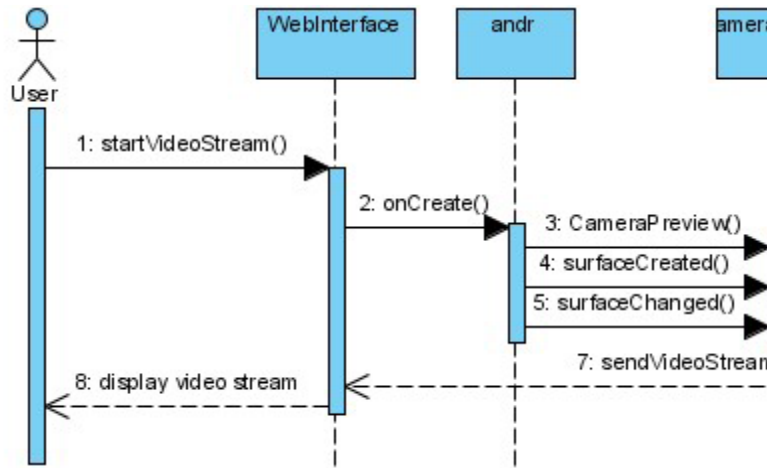 WebInterface
andr
amera
User
1: startVideoStream()
2: onCreate()
3: CameraPreview()
4: surfaceCreated()
5: surfaceChanged()
7: sendVideoStream
8: display video stream